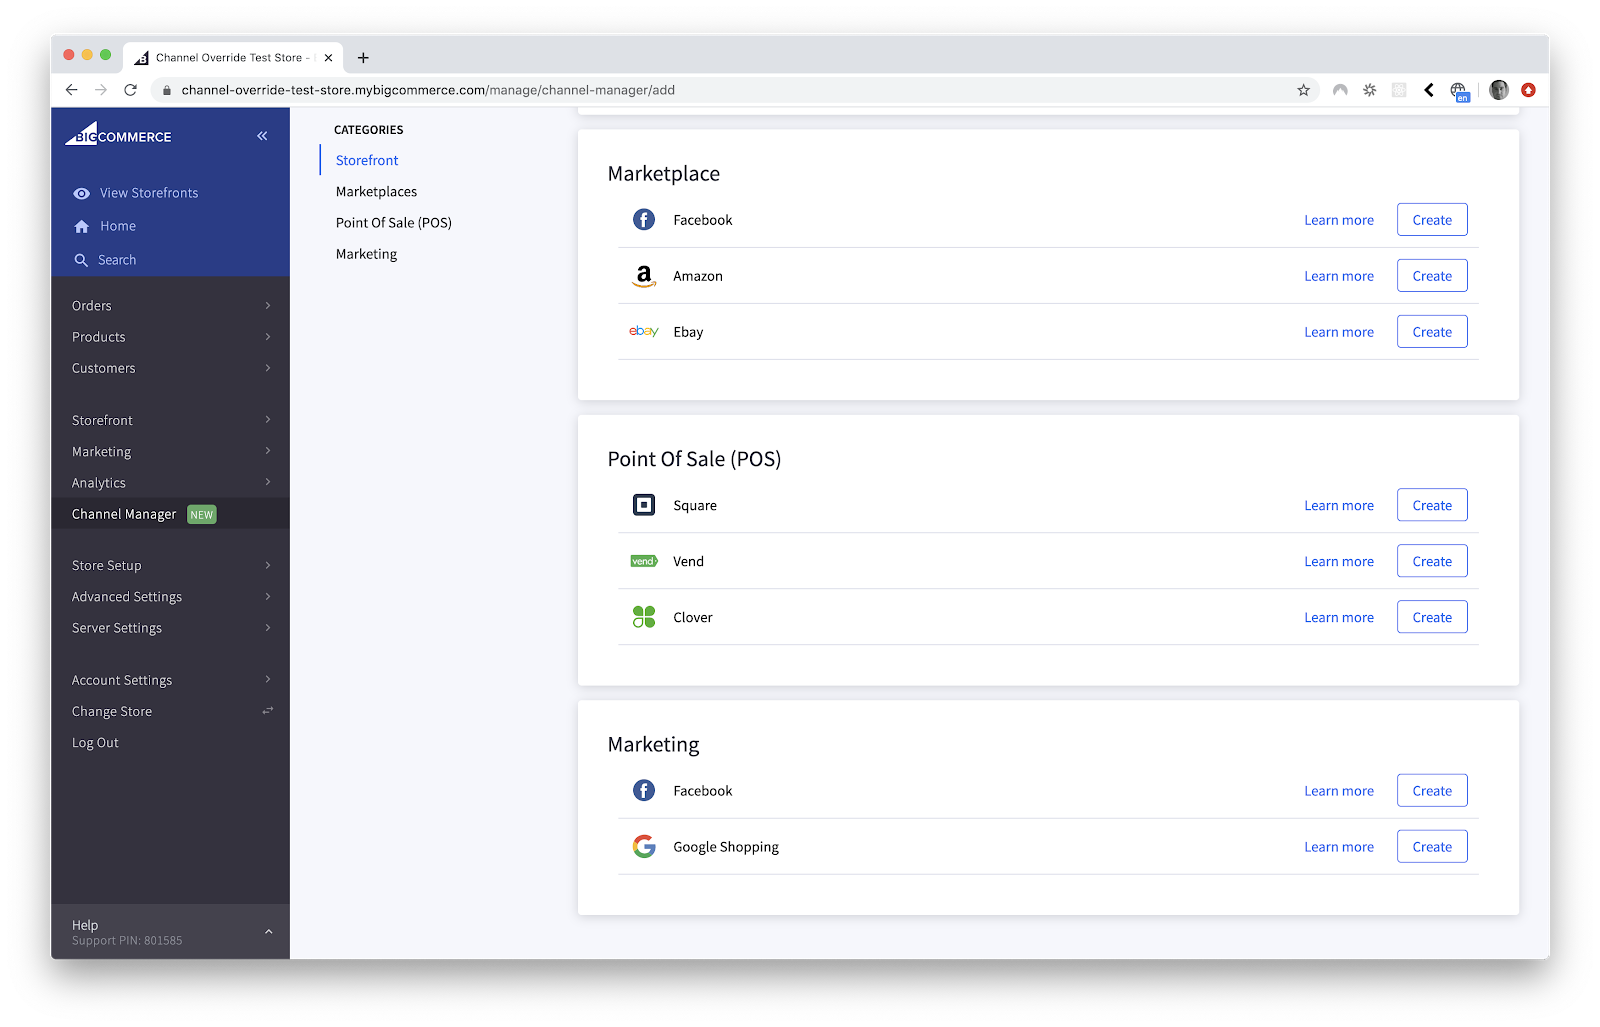 Channel Override Test Store -
channel-override-test-store.mybigcommerce.com/manage/channel-manager/add
en
BIGCOMMERCE
View Storefronts
Home
Search
Orders
Products
Customers
Storefront
Marketing
Analytics
Channel Manager NEW
Store Setup
Advanced Settings
Server Settings
Account Settings
Change Store
Log Out
Help
Support PIN: 801585
CATEGORIES
Storefront
Marketplaces
Point Of Sale (POS)
Marketing
Marketplace
Facebook Learn more Create
a Amazon Learn more Create
ebay Ebay Learn more Create
Point Of Sale (POS)
Square Learn more Create
vend Vend Learn more Create
Clover Learn more Create
Marketing
Facebook Learn more Create
Google Shopping Learn more Create